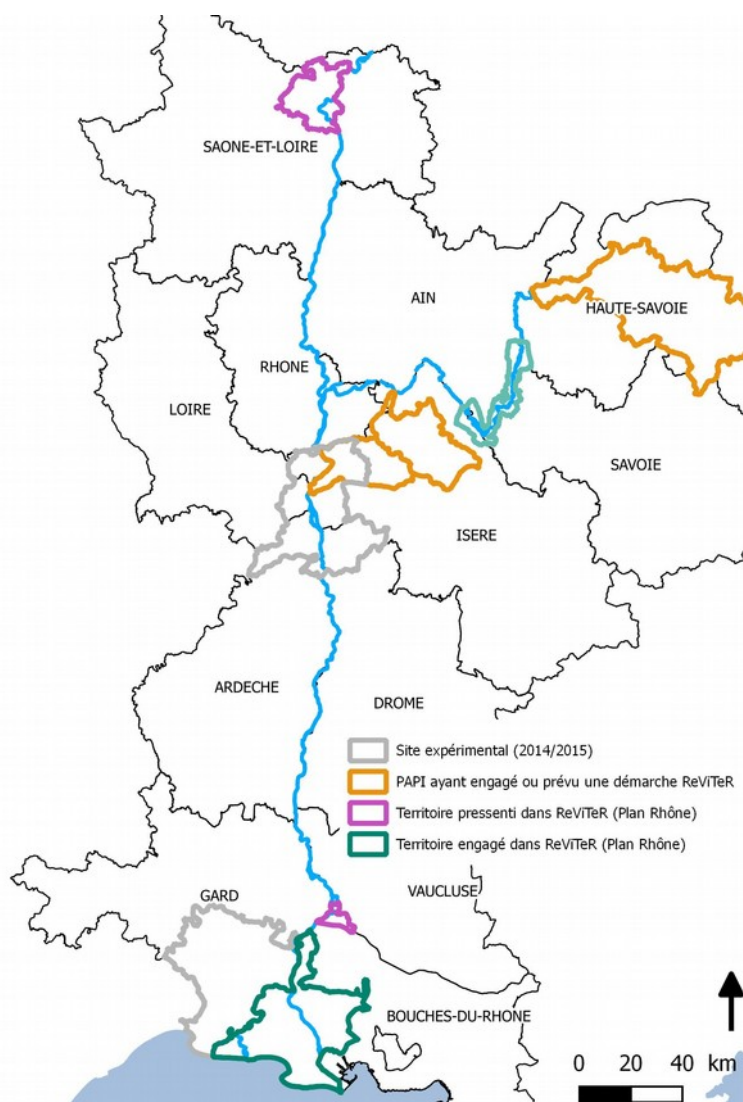 SAONE-ET-LOIRE
AIN
HAUTE-SAVOIE
RHONE
LOIRE
SAVOIE
ISERE
ARDECHE
DROME
Site expérimental (2014/2015)
PAPI ayant engagé ou prévu une démarche ReViTeR
Territoire pressenti dans ReViTeR (Plan Rhône)
Territoire engagé dans ReViTeR (Plan Rhône)
VAUCLUSE
GARD
BOUCHES-DU-RHONE
0 20 40 km